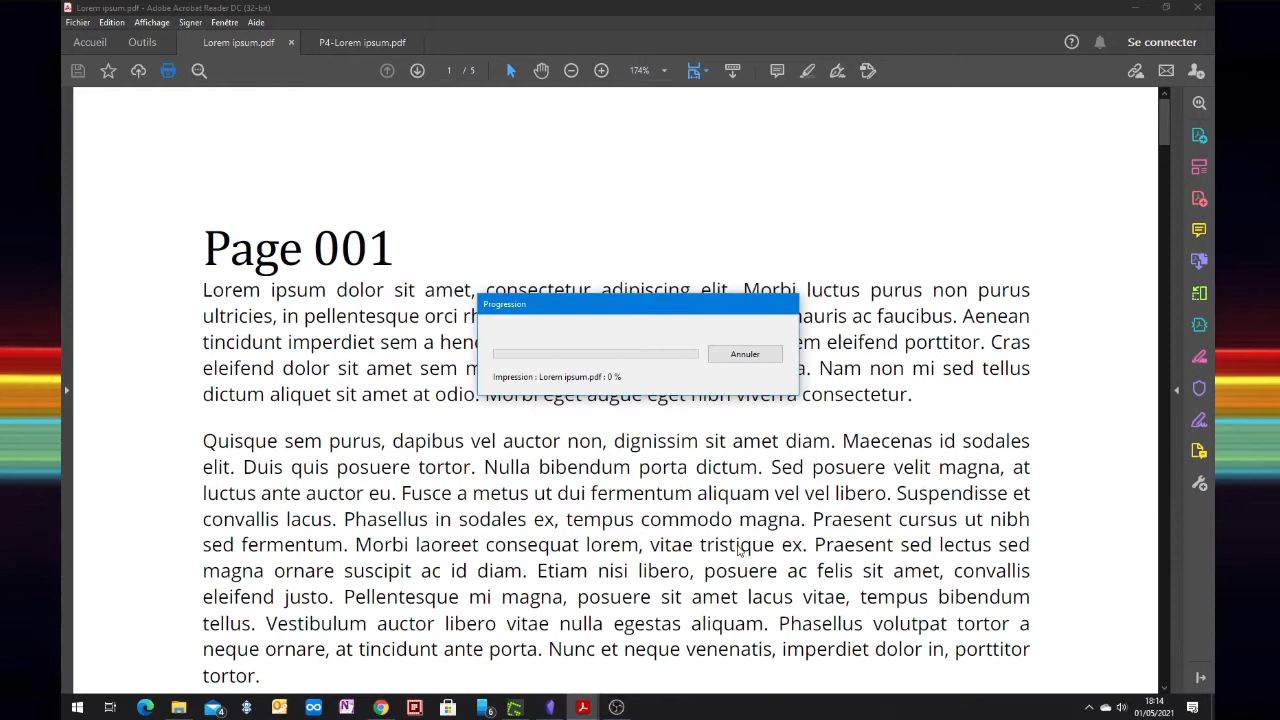 Lorem ipsum.pdf - Adobe Acrobat Reader DC (32-bit)
Fichier Edition Affichage Signer Fenêtre Aide
Accueil Outils Lorem ipsum.pdf × P4-Lorem ipsum.pdf Se connecter
1 / 5 174%
Page 001
Lorem ipsum dolor sit amet, consectetur adipiscing elit. Morbi luctus purus non purus
ultricies, in pellentesque orci auris ac faucibus. Aenean
tincidunt imperdiet sem a eleifend porttitor. Cras
eleifend dolor sit amet sem Nam non mi sed tellus
dictum aliquet sit amet at odio. Morbi eget augue eget nibh viverra consectetur.
Progression
Annuler
Impression : Lorem ipsum.pdf : 0 %
Quisque sem purus, dapibus vel auctor non, dignissim sit amet diam. Maecenas id sodales
elit. Duis quis posuere tortor. Nulla bibendum porta dictum. Sed posuere velit magna, at
luctus ante auctor eu. Fusce a metus ut dui fermentum aliquam vel vel libero. Suspendisse et
convallis lacus. Phasellus in sodales ex, tempus commodo magna. Praesent cursus ut nibh
sed fermentum. Morbi laoreet consequat lorem, vitae tristique ex. Praesent sed lectus sed
magna ornare suscipit ac id diam. Etiam nisi libero, posuere ac felis sit amet, convallis
eleifend justo. Pellentesque mi magna, posuere sit amet lacus vitae, tempus bibendum
tellus. Vestibulum auctor libero vitae nulla egestas aliquam. Phasellus volutpat tortor a
neque ornare, at tincidunt ante porta. Nunc et neque venenatis, imperdiet dolor in, porttitor
tortor.
4 6 18:14
01/05/2021